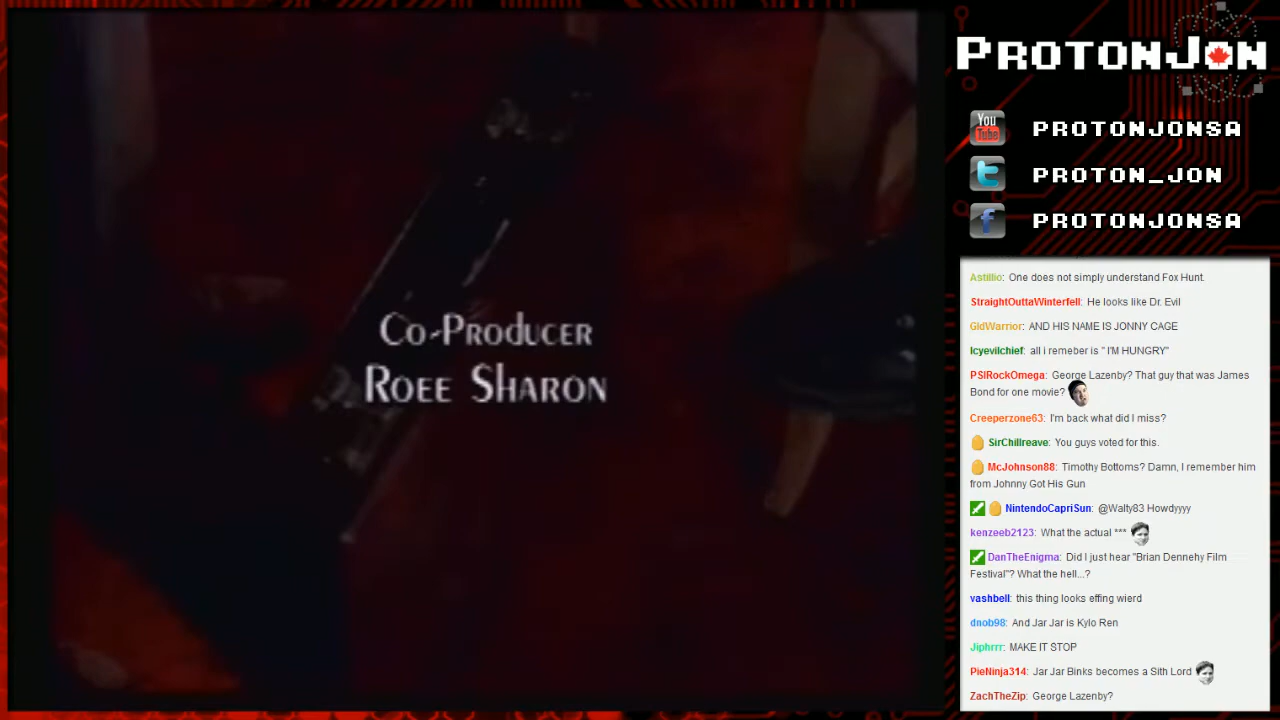 Co-Producer
Roee Sharon
ProtonJon
You
Tube
PROTONJONSA
PROTON_JON
PROTONJONSA
Astillio: One does not simply understand Fox Hunt.
StraightOuttaWinterfell: He looks like Dr. Evil
GldWarrior: AND HIS NAME IS JONNY CAGE
Icyevilchief: all i remeber is " I'M HUNGRY"
PSIRockOmega: George Lazenby? That guy that was James
Bond for one movie?
Creeperzone63: I'm back what did I miss?
SirChillreave: You guys voted for this.
McJohnson88: Timothy Bottoms? Damn, I remember him
from Johnny Got His Gun
NintendoCapriSun: @Walty83 Howdyyyy
kenzeeb2123: What the actual ***
DanTheEnigma: Did I just hear "Brian Dennehy Film
Festival"? What the hell...?
vashbell: this thing looks effing wierd
dnob98: And Jar Jar is Kylo Ren
Jiphrrr: MAKE IT STOP
PieNinja314: Jar Jar Binks becomes a Sith Lord
ZachTheZip: George Lazenby?